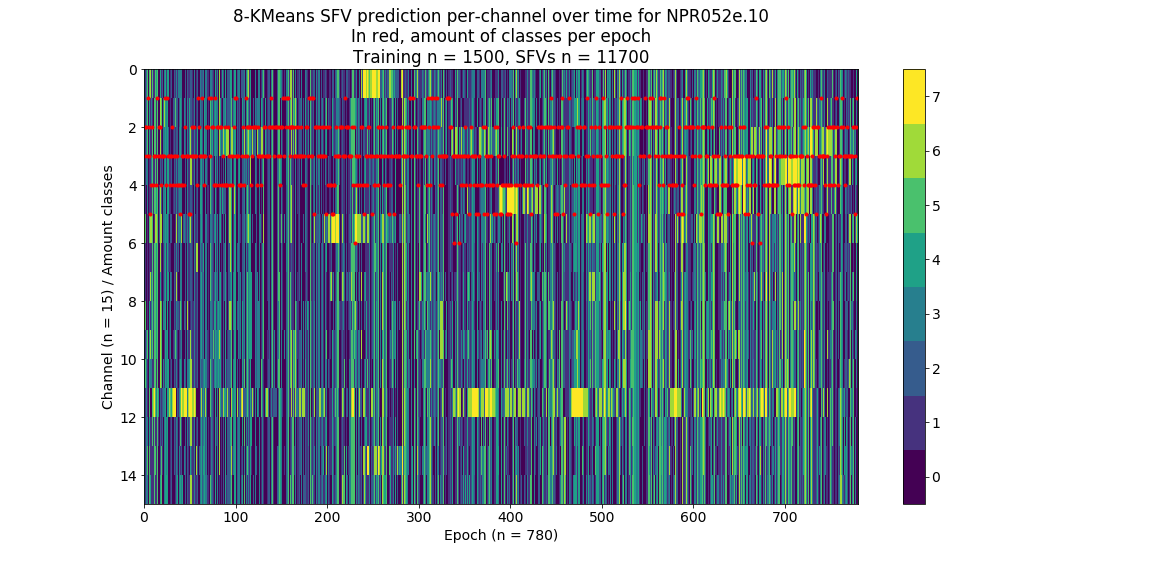 8-KMeans SFV prediction per-channel over time for NPR052e.10
In red, amount of classes per epoch
Training n = 1500, SFVs n = 11700
0
2
4
6
8
10
12
14
Channel (n = 15) / Amount classes
0 100 200 300 400 500 600 700
Epoch (n = 780)
7
6
5
4
3
2
1
0